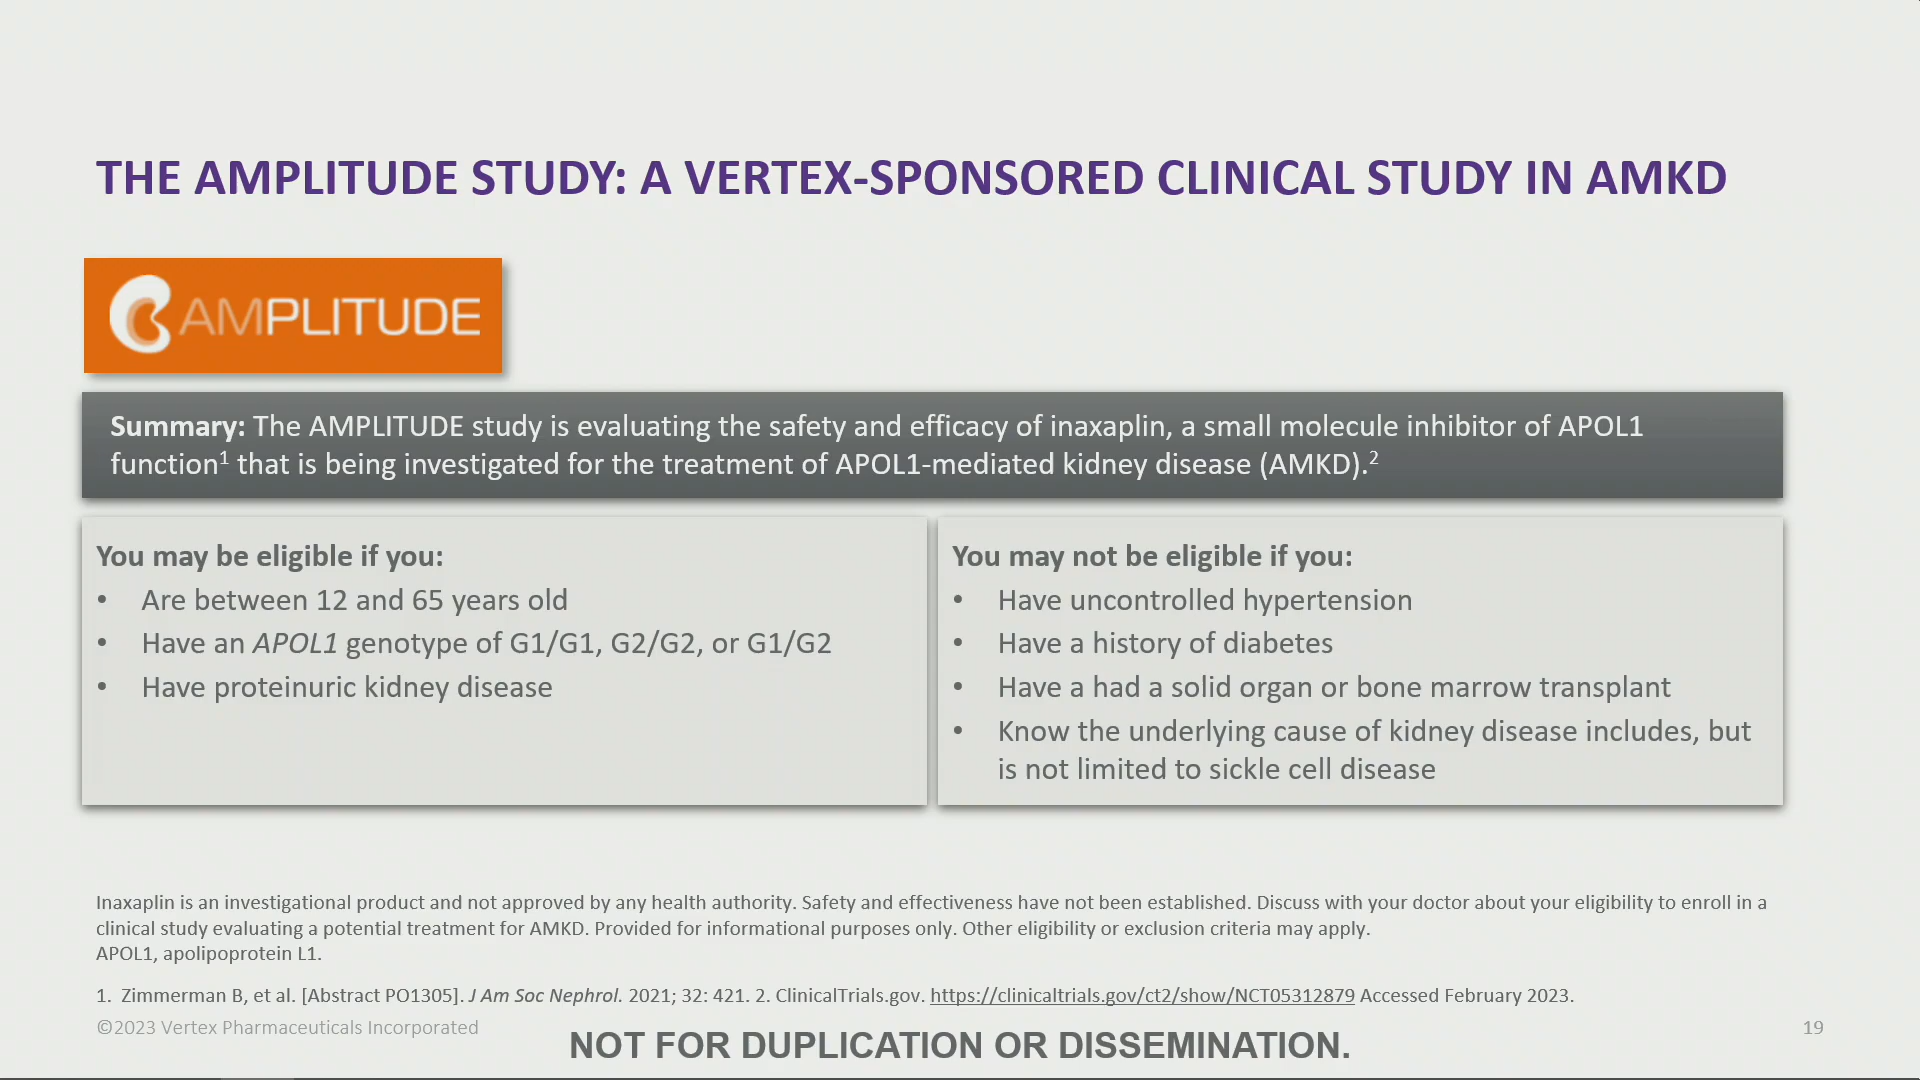 THE AMPLITUDE STUDY: A VERTEX-SPONSORED CLINICAL STUDY IN AMKD
AMPLITUDE
Summary: The AMPLITUDE study is evaluating the safety and efficacy of inaxaplin, a small molecule inhibitor of APOL1
function1 that is being investigated for the treatment of APOL1-mediated kidney disease (AMKD).2
You may be eligible if you:
• Are between 12 and 65 years old
• Have an APOL1 genotype of G1/G1, G2/G2, or G1/G2
• Have proteinuric kidney disease
You may not be eligible if you:
• Have uncontrolled hypertension
• Have a history of diabetes
• Have a had a solid organ or bone marrow transplant
• Know the underlying cause of kidney disease includes, but
is not limited to sickle cell disease
Inaxaplin is an investigational product and not approved by any health authority. Safety and effectiveness have not been established. Discuss with your doctor about your eligibility to enroll in a
clinical study evaluating a potential treatment for AMKD. Provided for informational purposes only. Other eligibility or exclusion criteria may apply.
APOL1, apolipoprotein L1.
1. Zimmerman B, et al. [Abstract PO1305]. J Am Soc Nephrol. 2021; 32: 421. 2. ClinicalTrials.gov. https://clinicaltrials.gov/ct2/show/NCT05312879 Accessed February 2023.
©2023 Vertex Pharmaceuticals Incorporated
NOT FOR DUPLICATION OR DISSEMINATION.
19